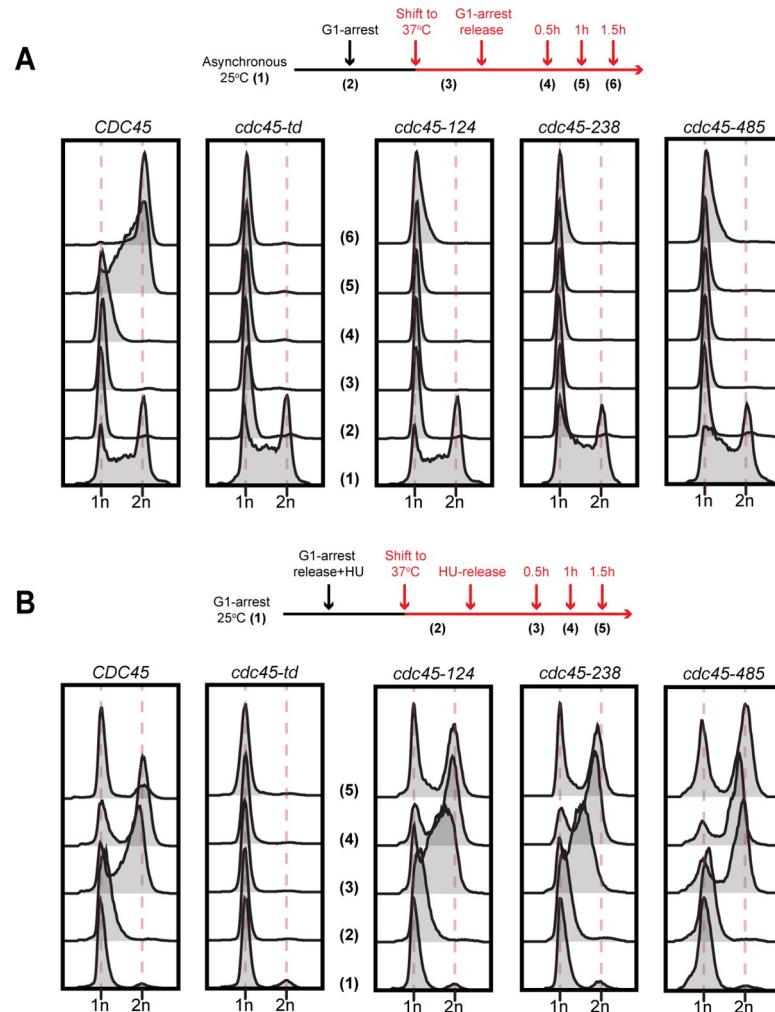 A
G1-arrest
Shift to
37ºC
G1-arrest
release
0.5h 1h 1.5h
Asynchronous
25ºC (1)
(2) (3) (4) (5) (6)
CDC45 cdc45-td cdc45-124 cdc45-238 cdc45-485
(6)
(5)
(4)
(3)
(2)
(1)
1n 2n 1n 2n 1n 2n 1n 2n 1n 2n
B
G1-arrest
release+HU
Shift to
37ºC
HU-release 0.5h 1h 1.5h
G1-arrest
25ºC (1)
(2) (3) (4) (5)
CDC45 cdc45-td cdc45-124 cdc45-238 cdc45-485
(5)
(4)
(3)
(2)
(1)
1n 2n 1n 2n 1n 2n 1n 2n 1n 2n